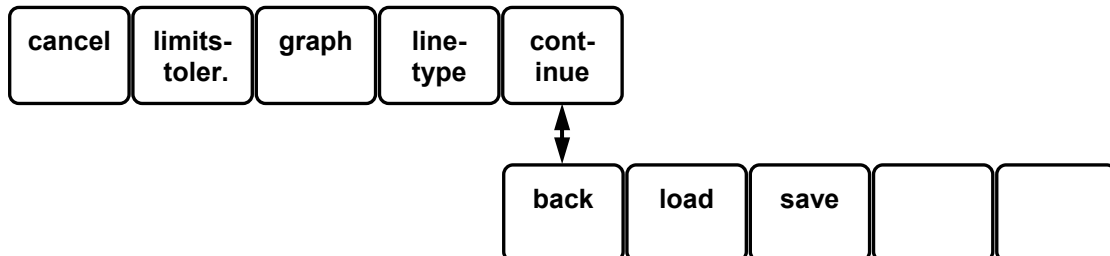 cancel
limits-
toler.
graph
line-
type
cont-
inue
back
load
save